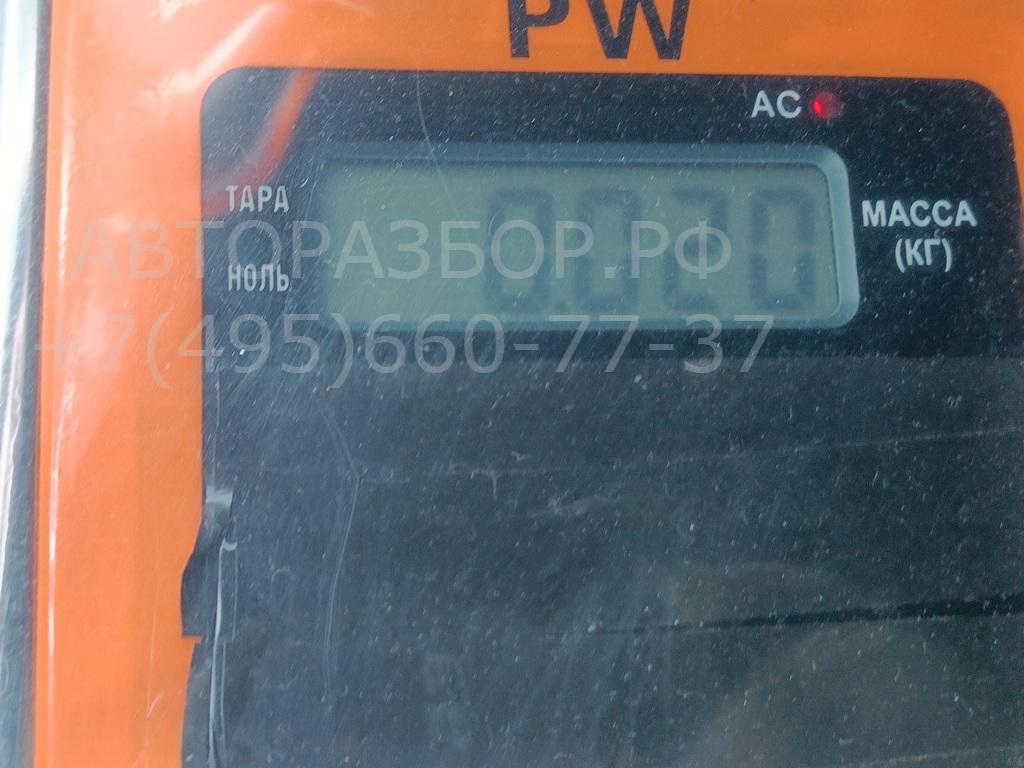 PW
AC
ТАРА
МАССА
(КГ)
НОЛЬ
0.020
АВТОРАЗБОР.РФ
+7(495)660-77-37